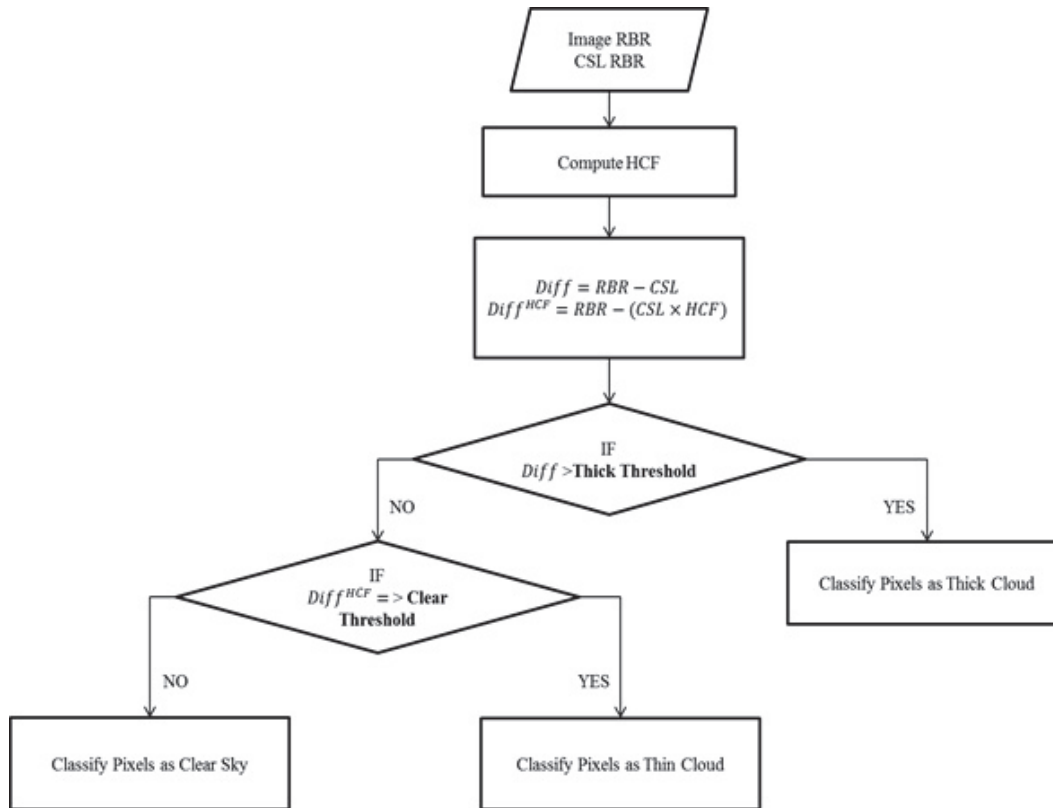 Image RBR
CSL RBR
Compute HCF
Diff = RBR − CSL
Diff^HCF = RBR − (CSL × HCF)
IF
Diff >Thick Threshold
NO
YES
IF
Diff^HCF = > Clear
Threshold
Classify Pixels as Thick Cloud
NO
YES
Classify Pixels as Clear Sky
Classify Pixels as Thin Cloud